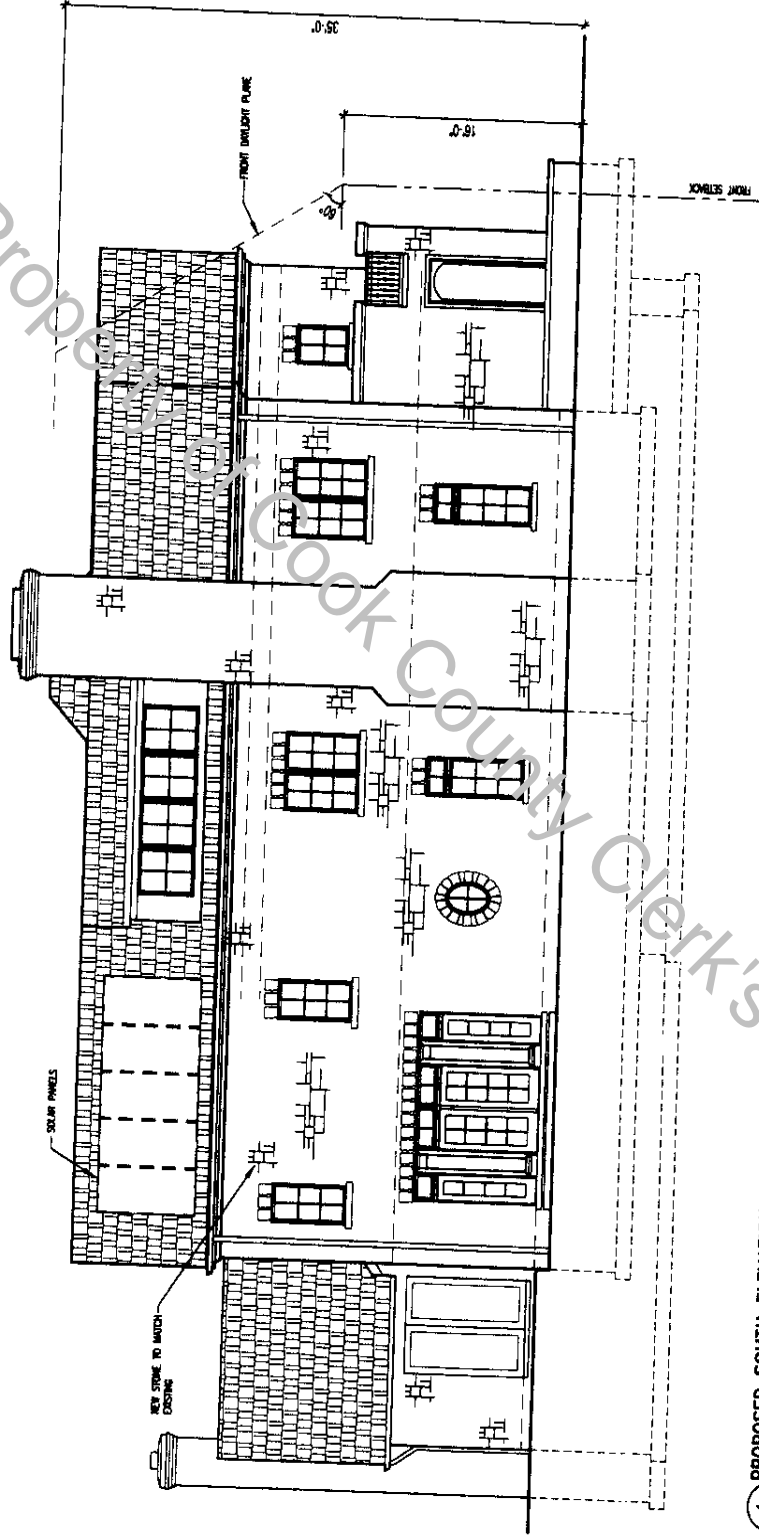 35'-0"
16'-0"
FRONT DAYLIGHT PLANE
60°
FRONT SETBACK
SOLAR PANELS
NEW STONE TO MATCH
EXISTING
PROPOSED SOUTH
Property of Cook County Clerk's